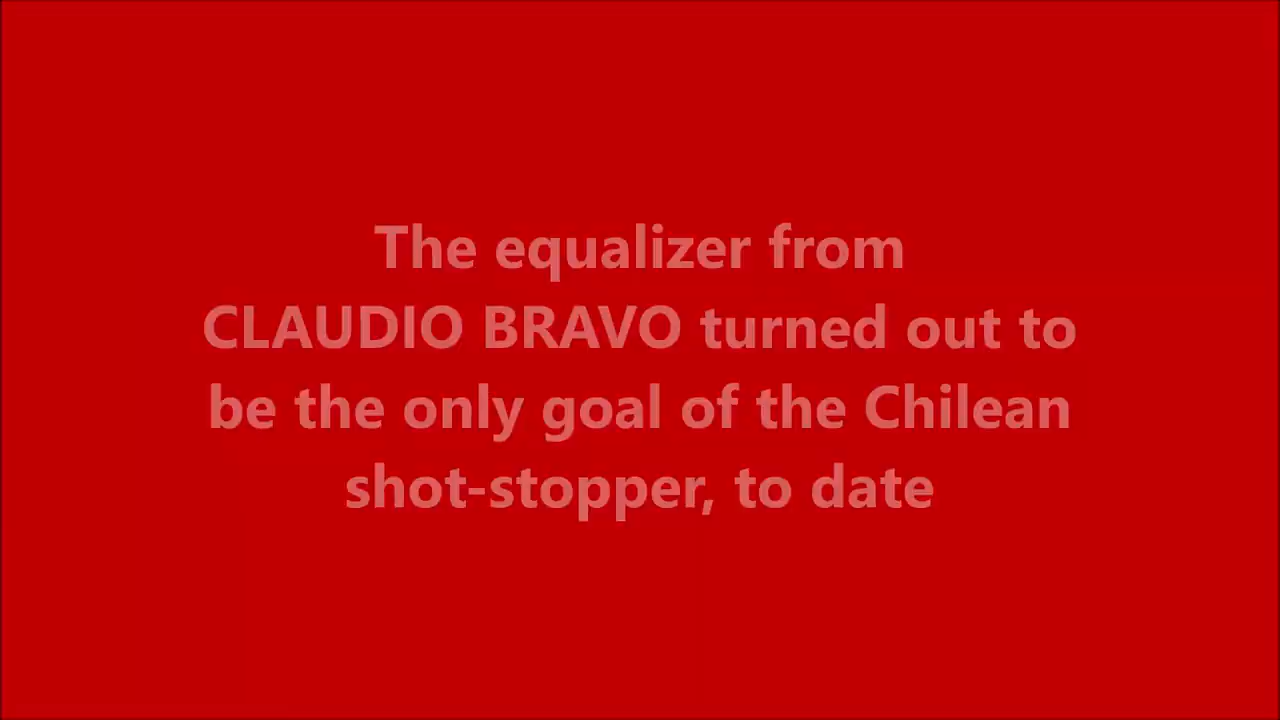 The equalizer from
CLAUDIO BRAVO turned out to
be the only goal of the Chilean
shot-stopper, to date